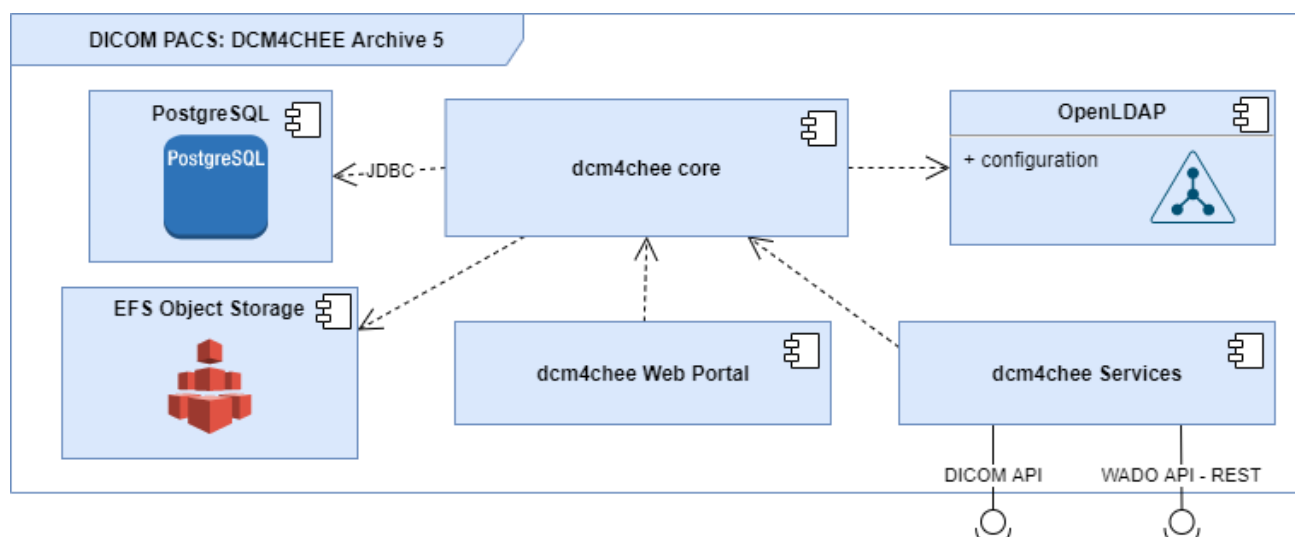 DICOM PACS: DCM4CHEE Archive 5
PostgreSQL
PostgreSQL
JDBC
dcm4chee core
OpenLDAP
+ configuration
EFS Object Storage
dcm4chee Web Portal
dcm4chee Services
DICOM API
WADO API - REST